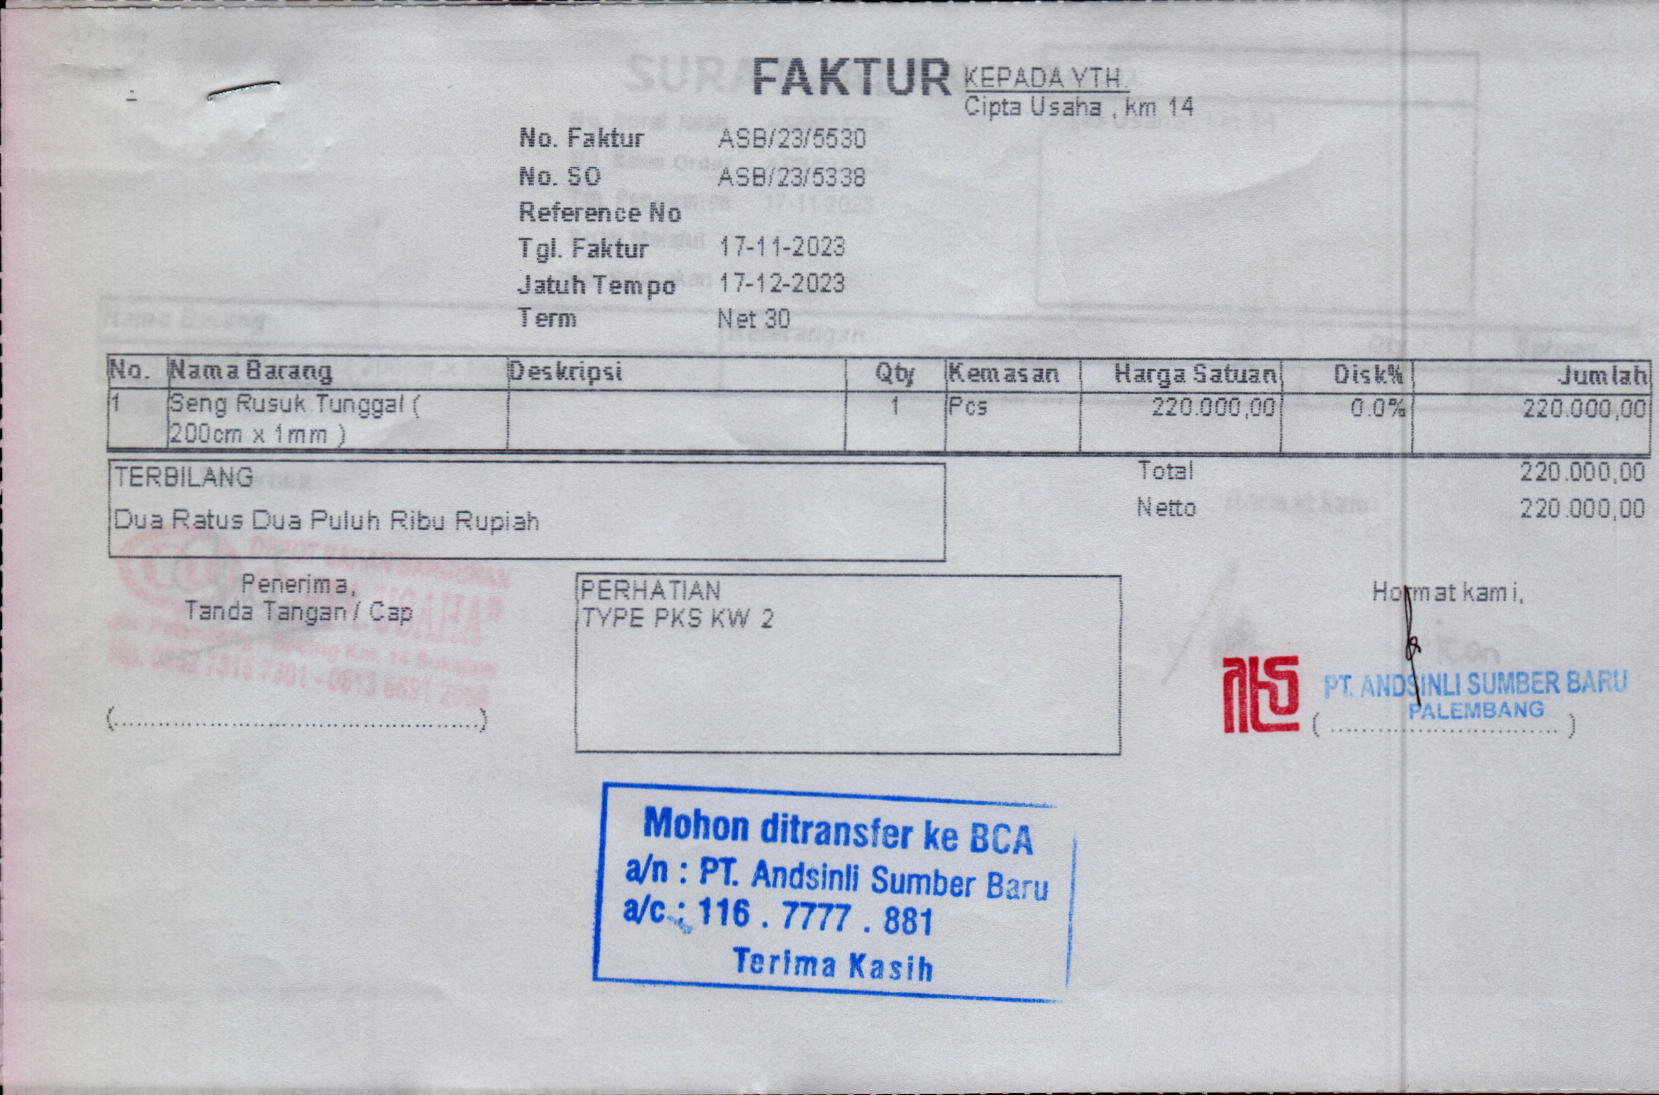 FAKTUR
KEPADA YTH.
Cipta Usaha , km 14
No. Faktur ASB/23/5530
No. SO ASB/23/5338
Reference No
Tgl. Faktur 17-11-2023
Jatuh Tempo 17-12-2023
Term Net 30
No. Nama Barang Deskripsi Qty Kemasan Harga Satuan Disk% Jumlah
1 Seng Rusuk Tunggal ( 1 Pcs 220.000,00 0.0% 220.000,00
200cm x 1mm )
TERBILANG
Dua Ratus Dua Puluh Ribu Rupiah
Total 220.000,00
Netto 220.000,00
Penerima,
Tanda Tangan / Cap
(..............................................)
PERHATIAN
TYPE PKS KW 2
Hormat kami,
PT. ANDSINLI SUMBER BARU
PALEMBANG
( ............................. )
Mohon ditransfer ke BCA
a/n : PT. Andsinli Sumber Baru
a/c : 116 . 7777 . 881
Terima Kasih